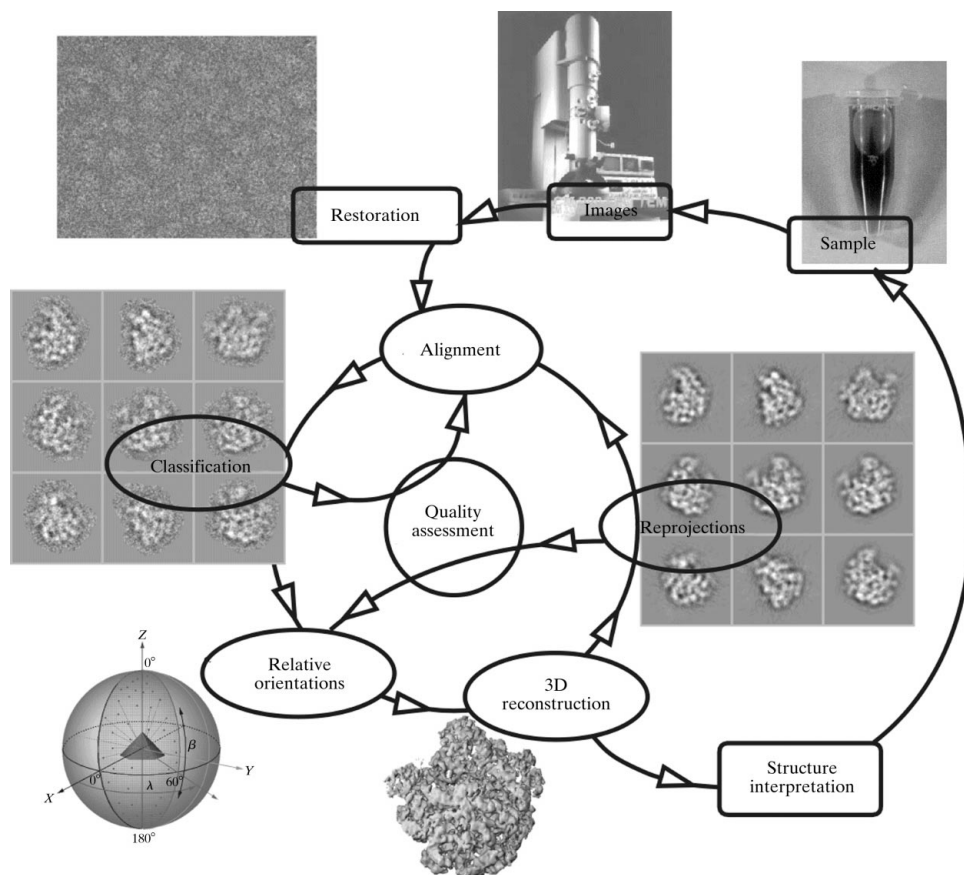 Restoration
Images
Sample
Alignment
Classification
Quality
assessment
Reprojections
Relative
orientations
3D
reconstruction
Structure
interpretation
Z
0°
β
Y
0°
λ
60°
X
180°